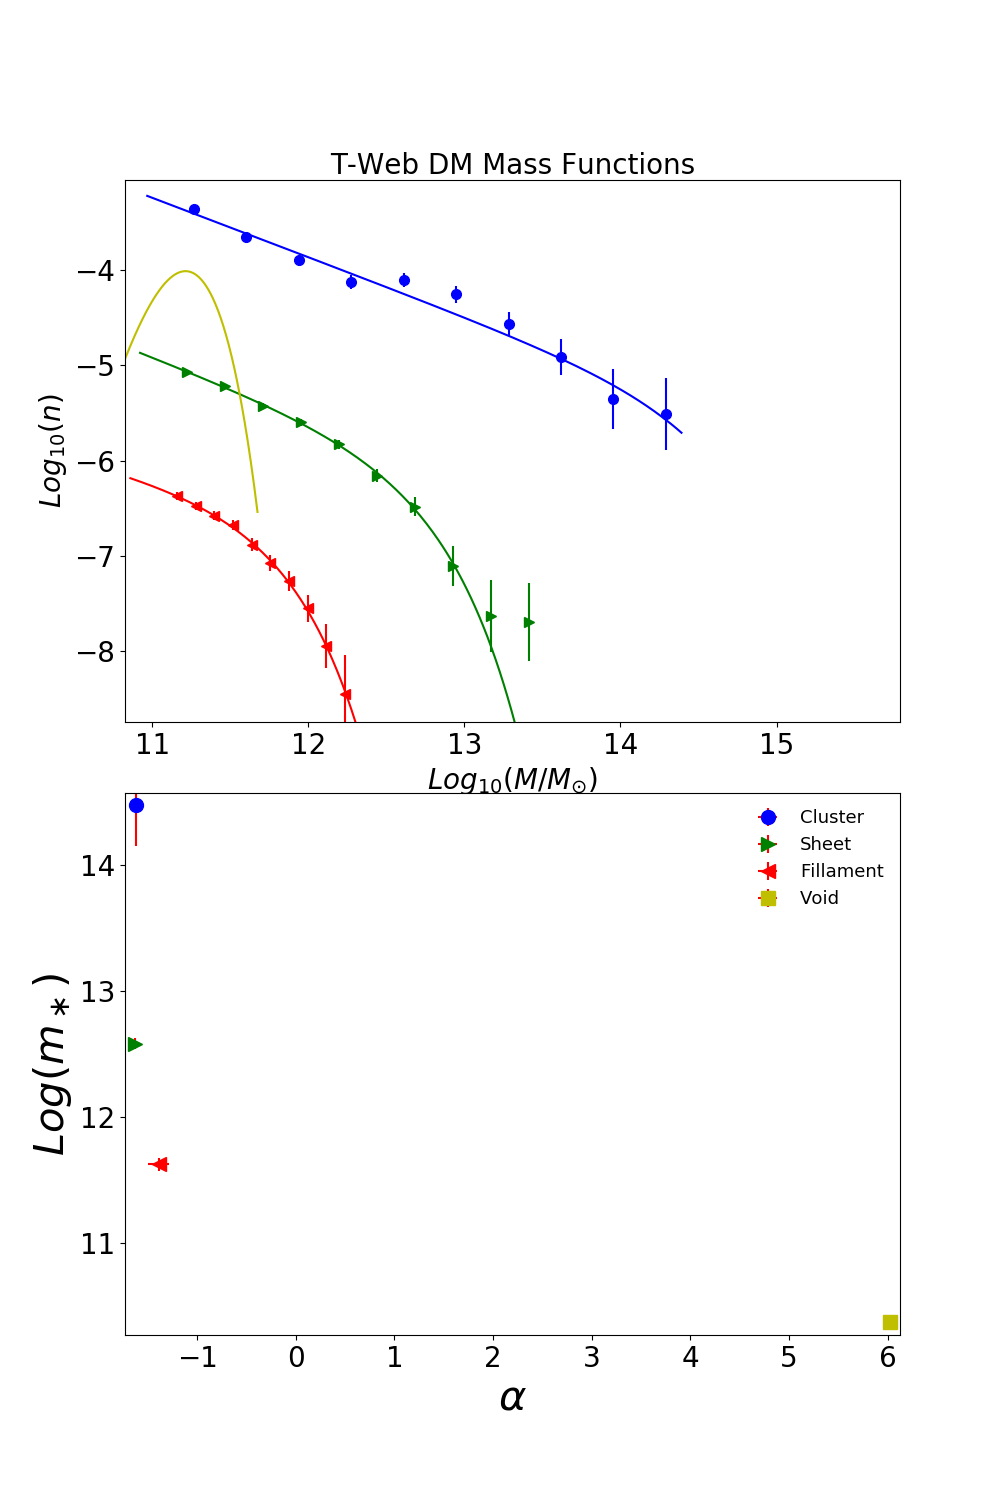 T-Web DM Mass Functions
−4
−5
−6
−7
−8
Log₁₀(n)
11 12 13 14 15
Log₁₀(M/M☉)
14
13
12
11
Log(m∗)
Cluster
Sheet
Fillament
Void
−1 0 1 2 3 4 5 6
α